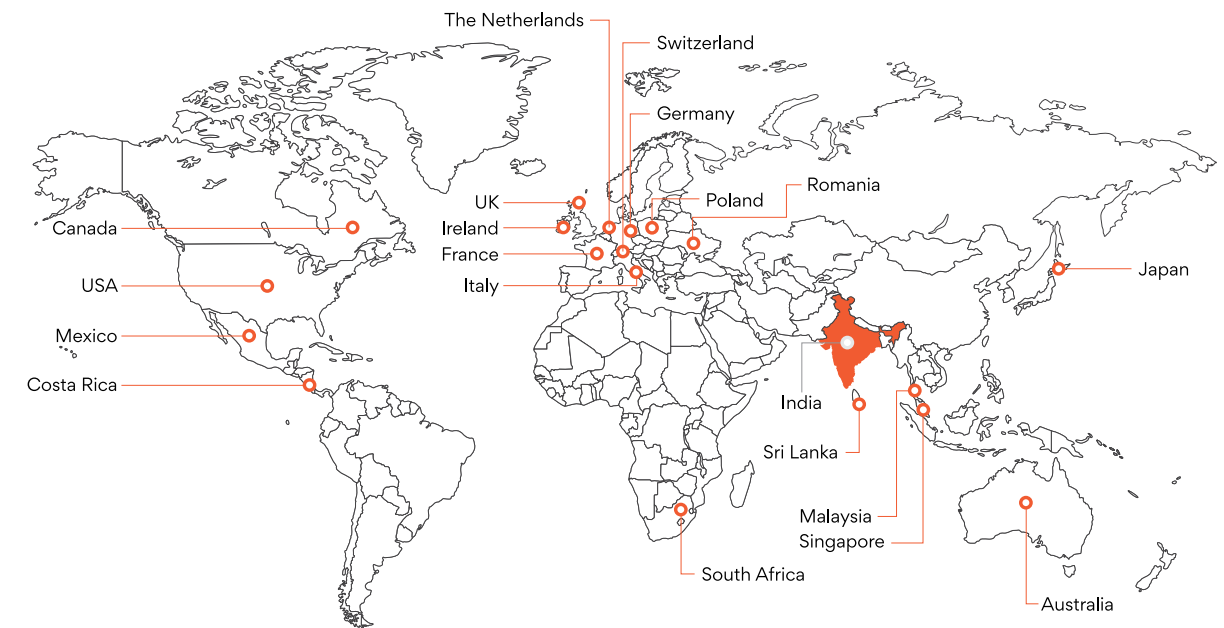 The Netherlands
Switzerland
Germany
Romania
Poland
UK
Ireland
France
Italy
Canada
USA
Mexico
Costa Rica
Japan
India
Sri Lanka
Malaysia
Singapore
South Africa
Australia